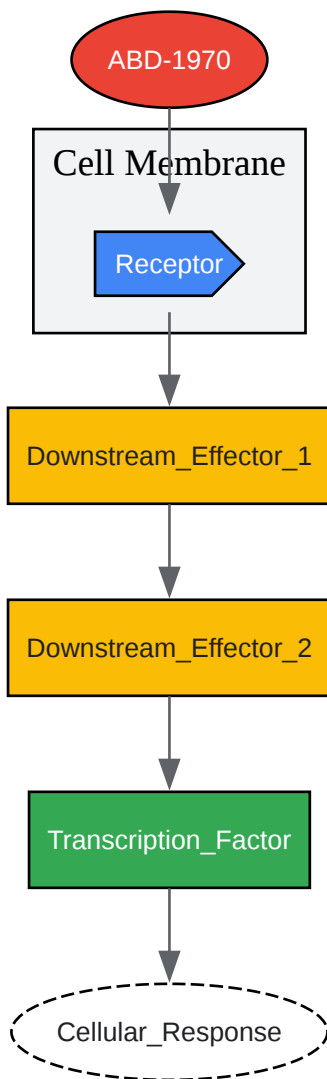 ABD-1970
Cell Membrane
Receptor
Downstream_Effector_1
Downstream_Effector_2
Transcription_Factor
Cellular_Response